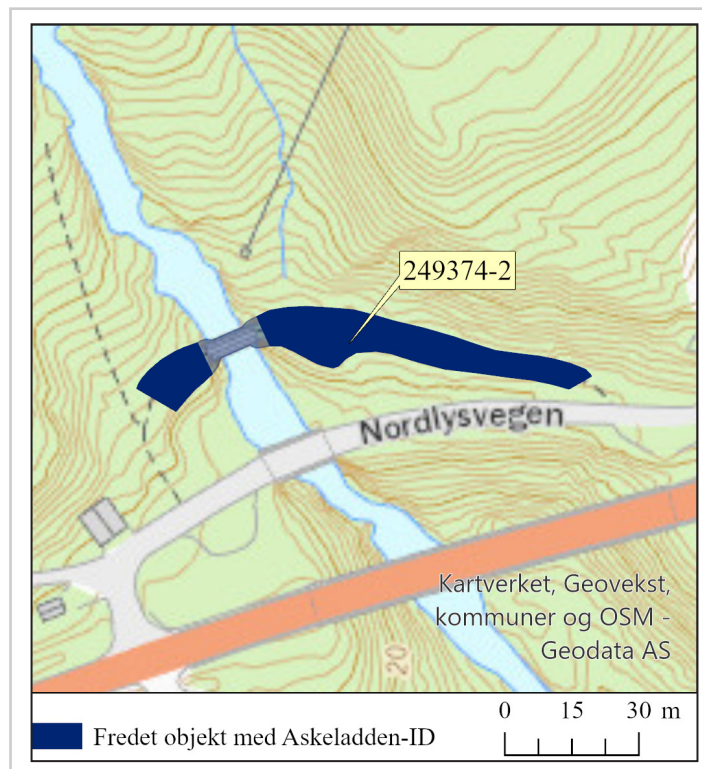 249374-2
Nordlysvegen
Kartverket, Geovekst,
kommuner og OSM -
Geodata AS
20
0 15 30 m
Fredet objekt med Askeladden-ID